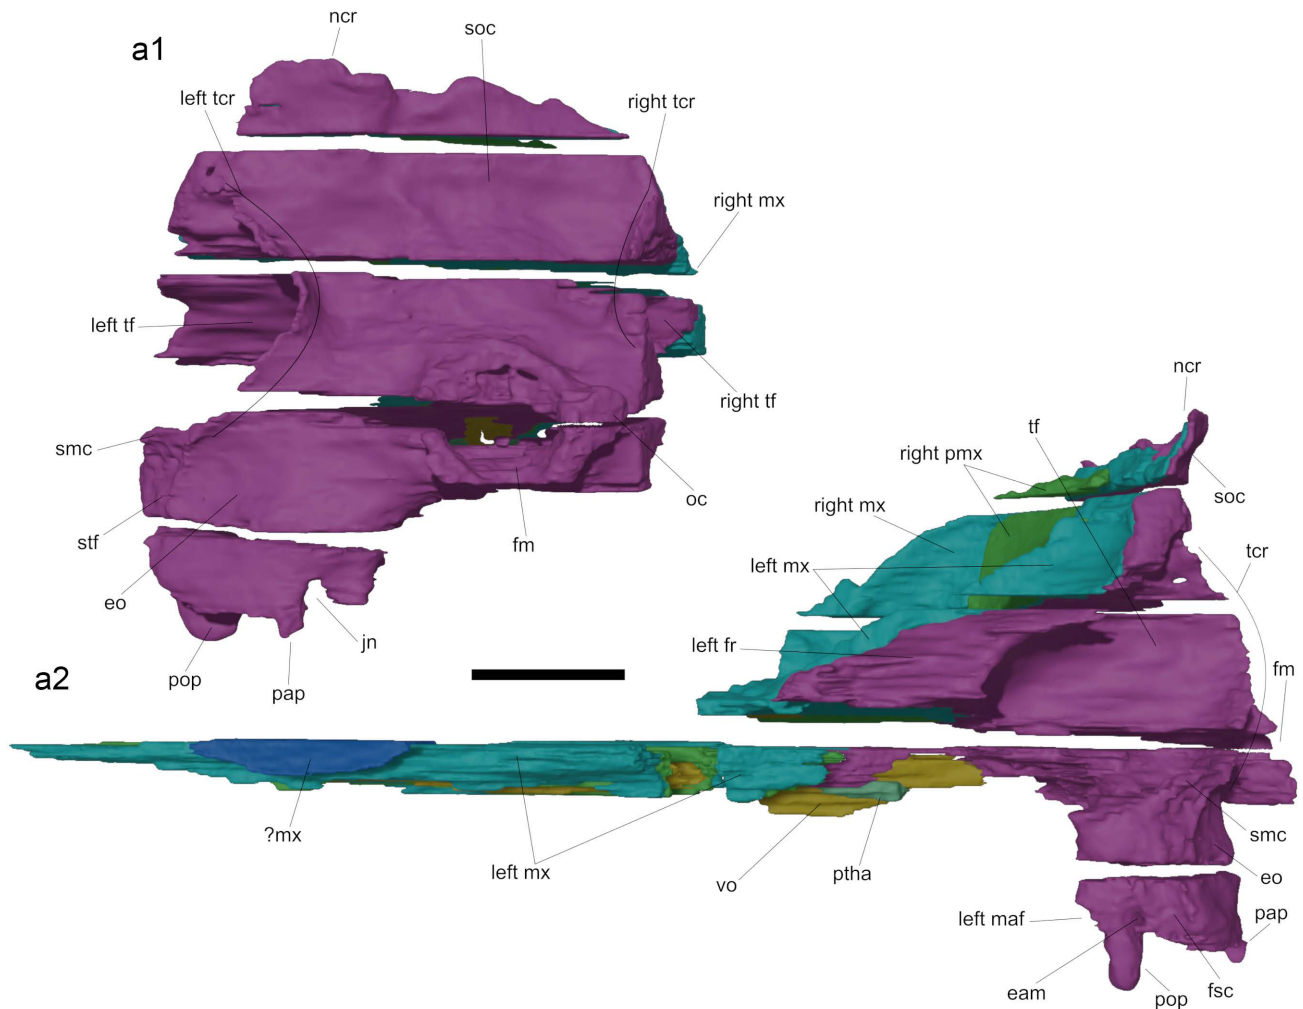 a1
ncr
soc
left tcr
right tcr
right mx
left tf
right tf
smc
oc
stf
fm
eo
jn
pop
pap
a2
ncr
tf
right pmx
soc
right mx
tcr
left mx
left fr
fm
?mx
left mx
vo
ptha
smc
eo
left maf
pap
eam
pop
fsc